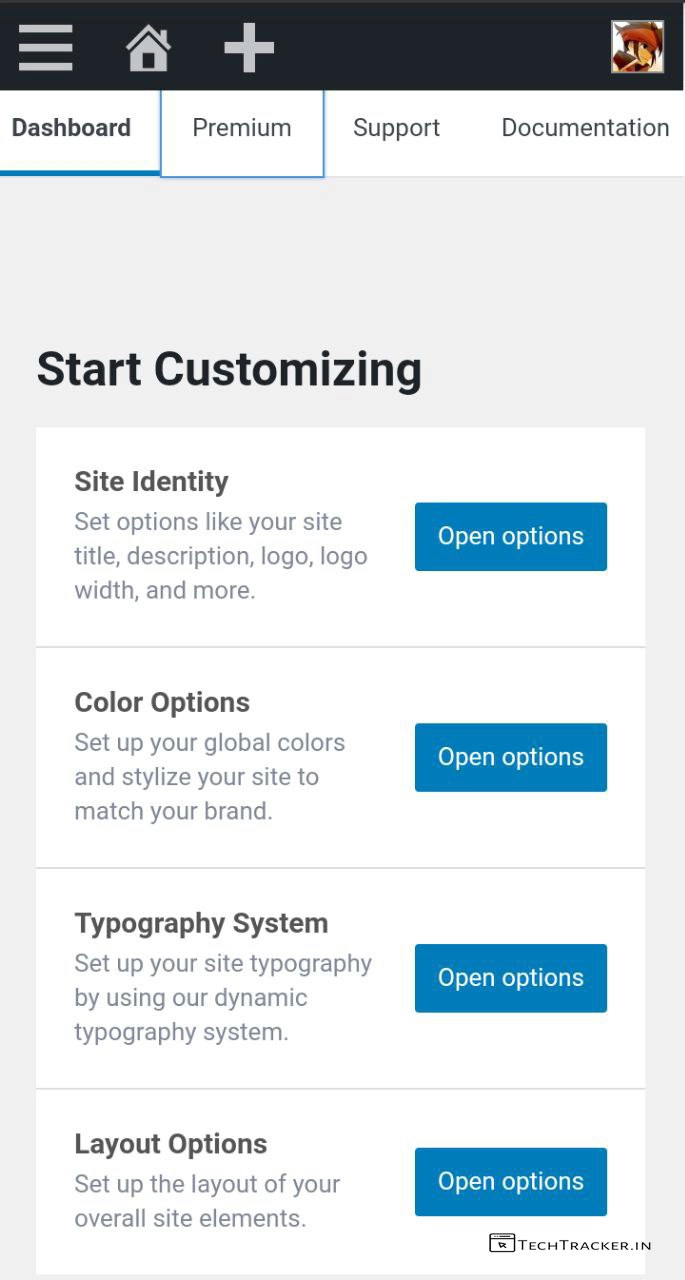 Dashboard Premium Support Documentation
Start Customizing
Site Identity
Set options like your site
title, description, logo, logo
width, and more.
Open options
Color Options
Set up your global colors
and stylize your site to
match your brand.
Open options
Typography System
Set up your site typography
by using our dynamic
typography system.
Open options
Layout Options
Set up the layout of your
overall site elements.
Open options
TECHTRACKER.IN